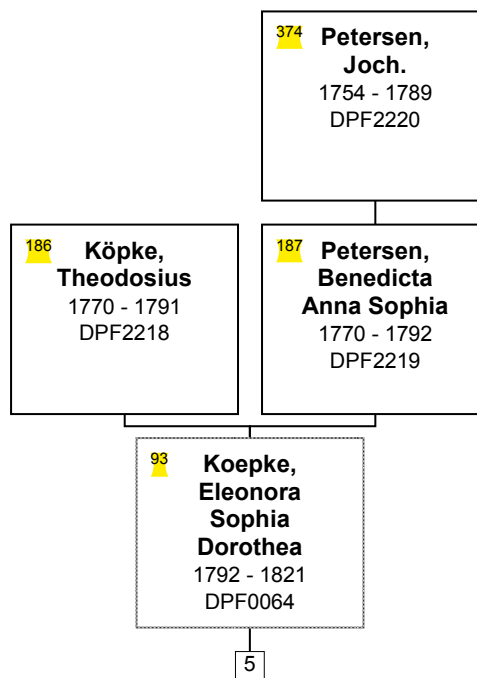 374
Petersen,
Joch.
1754 - 1789
DPF2220
186
Köpke,
Theodosius
1770 - 1791
DPF2218
187
Petersen,
Benedicta
Anna Sophia
1770 - 1792
DPF2219
93
Koepke,
Eleonora
Sophia
Dorothea
1792 - 1821
DPF0064
5